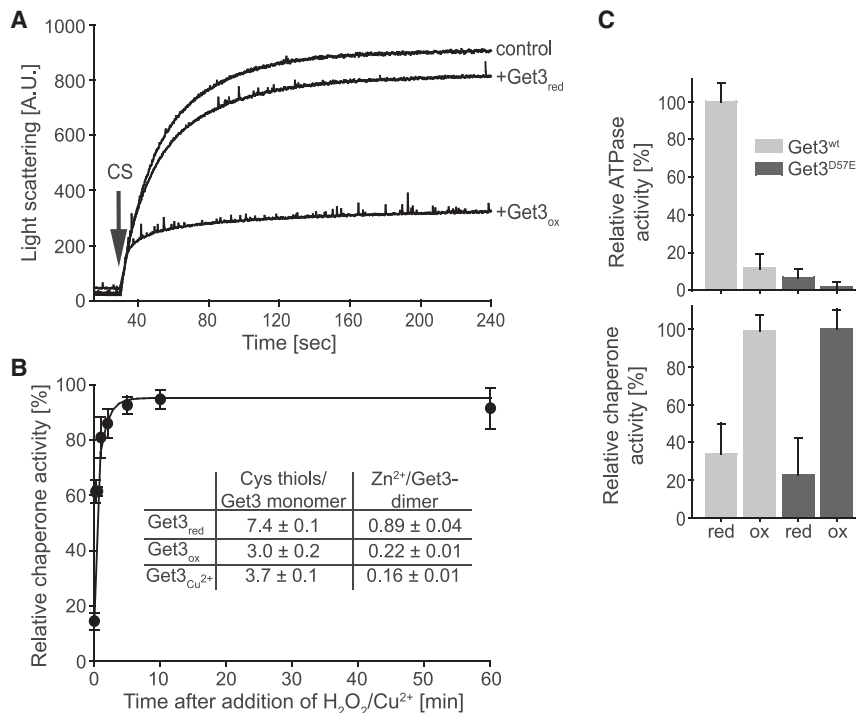 A
Light scattering [A.U.]
1000
800
600
400
200
0
CS
control
+Get3red
+Get3ox
40
80
120
160
200
240
Time [sec]
B
Relative chaperone activity [%]
100
80
60
40
20
0
Cys thiols/ Zn2+/Get3-
Get3 monomer dimer
Get3red 7.4 ± 0.1 0.89 ± 0.04
Get3ox 3.0 ± 0.2 0.22 ± 0.01
Get3Cu2+ 3.7 ± 0.1 0.16 ± 0.01
0
10
20
30
40
50
60
Time after addition of H2O2/Cu2+ [min]
C
Relative ATPase
activity [%]
100
80
60
40
20
0
Get3wt
Get3D57E
Relative chaperone
activity [%]
100
80
60
40
20
0
red ox red ox